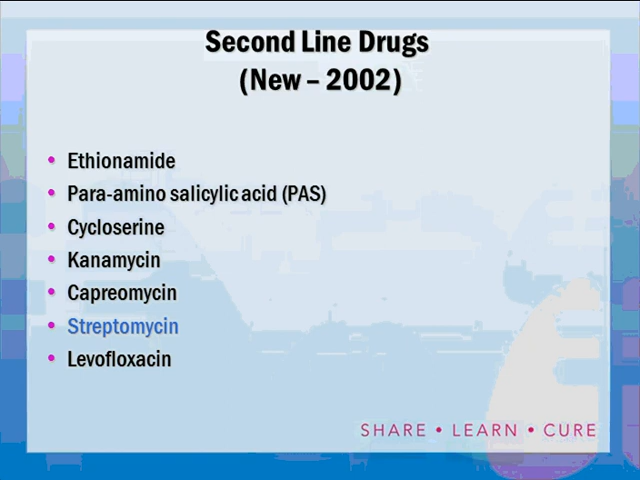 Second Line Drugs
(New – 2002)
• Ethionamide
• Para-amino salicylic acid (PAS)
• Cycloserine
• Kanamycin
• Capreomycin
• Streptomycin
• Levofloxacin
SHARE • LEARN • CURE